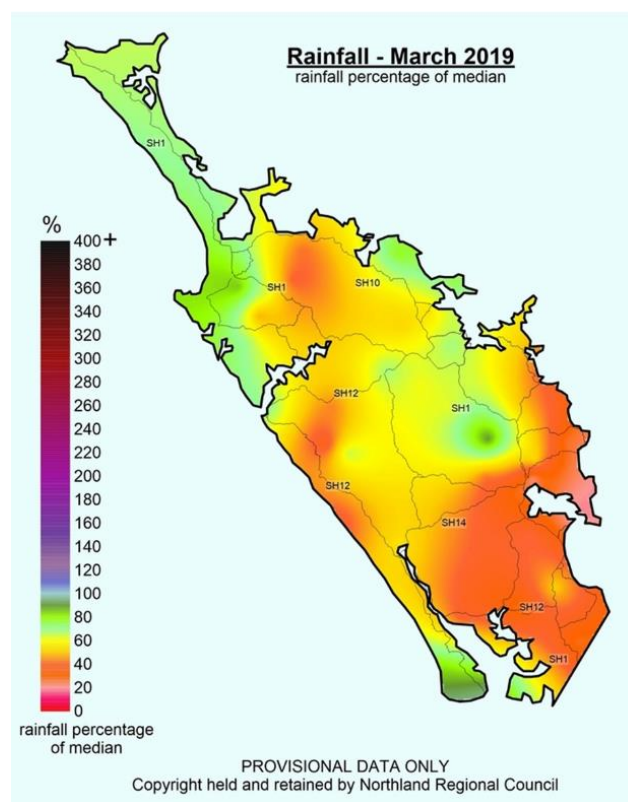 Rainfall - March 2019
rainfall percentage of median
SH1
%
400+
380
360
340
320
300
280
260
240
220
200
180
160
140
120
100
80
60
40
20
0
rainfall percentage
of median
SH1
SH10
SH12
SH1
SH12
SH14
SH12
SH1
PROVISIONAL DATA ONLY
Copyright held and retained by Northland Regional Council